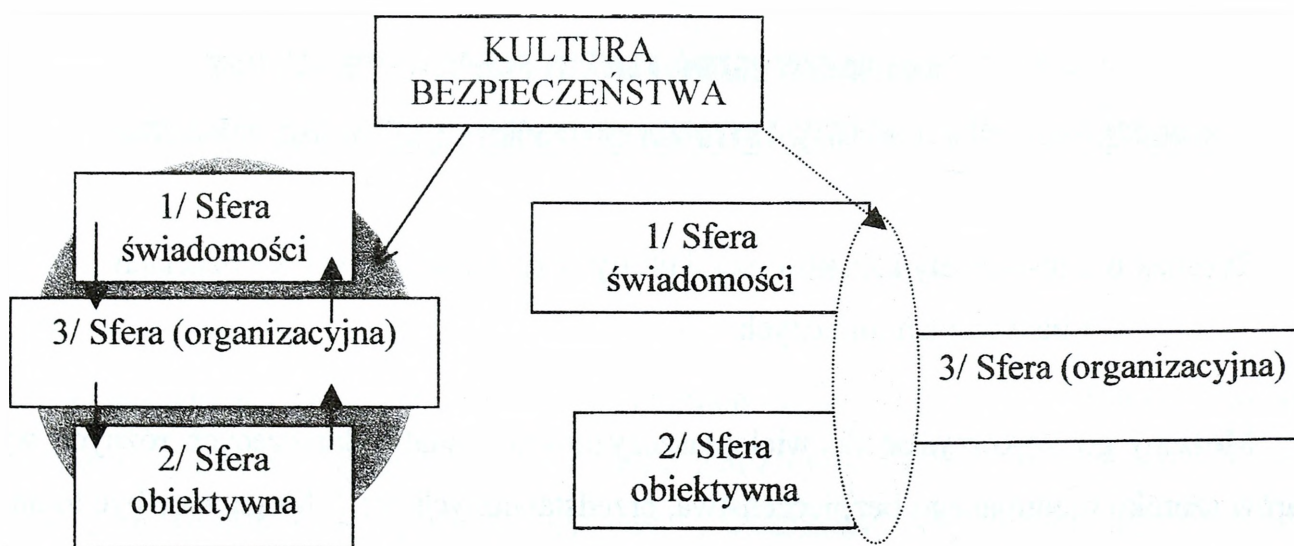 KULTURA
BEZPIECZEŃSTWA
1/ Sfera
świadomości
3/ Sfera (organizacyjna)
2/ Sfera
obiektywna
1/ Sfera
świadomości
2/ Sfera
obiektywna
3/ Sfera (organizacyjna)